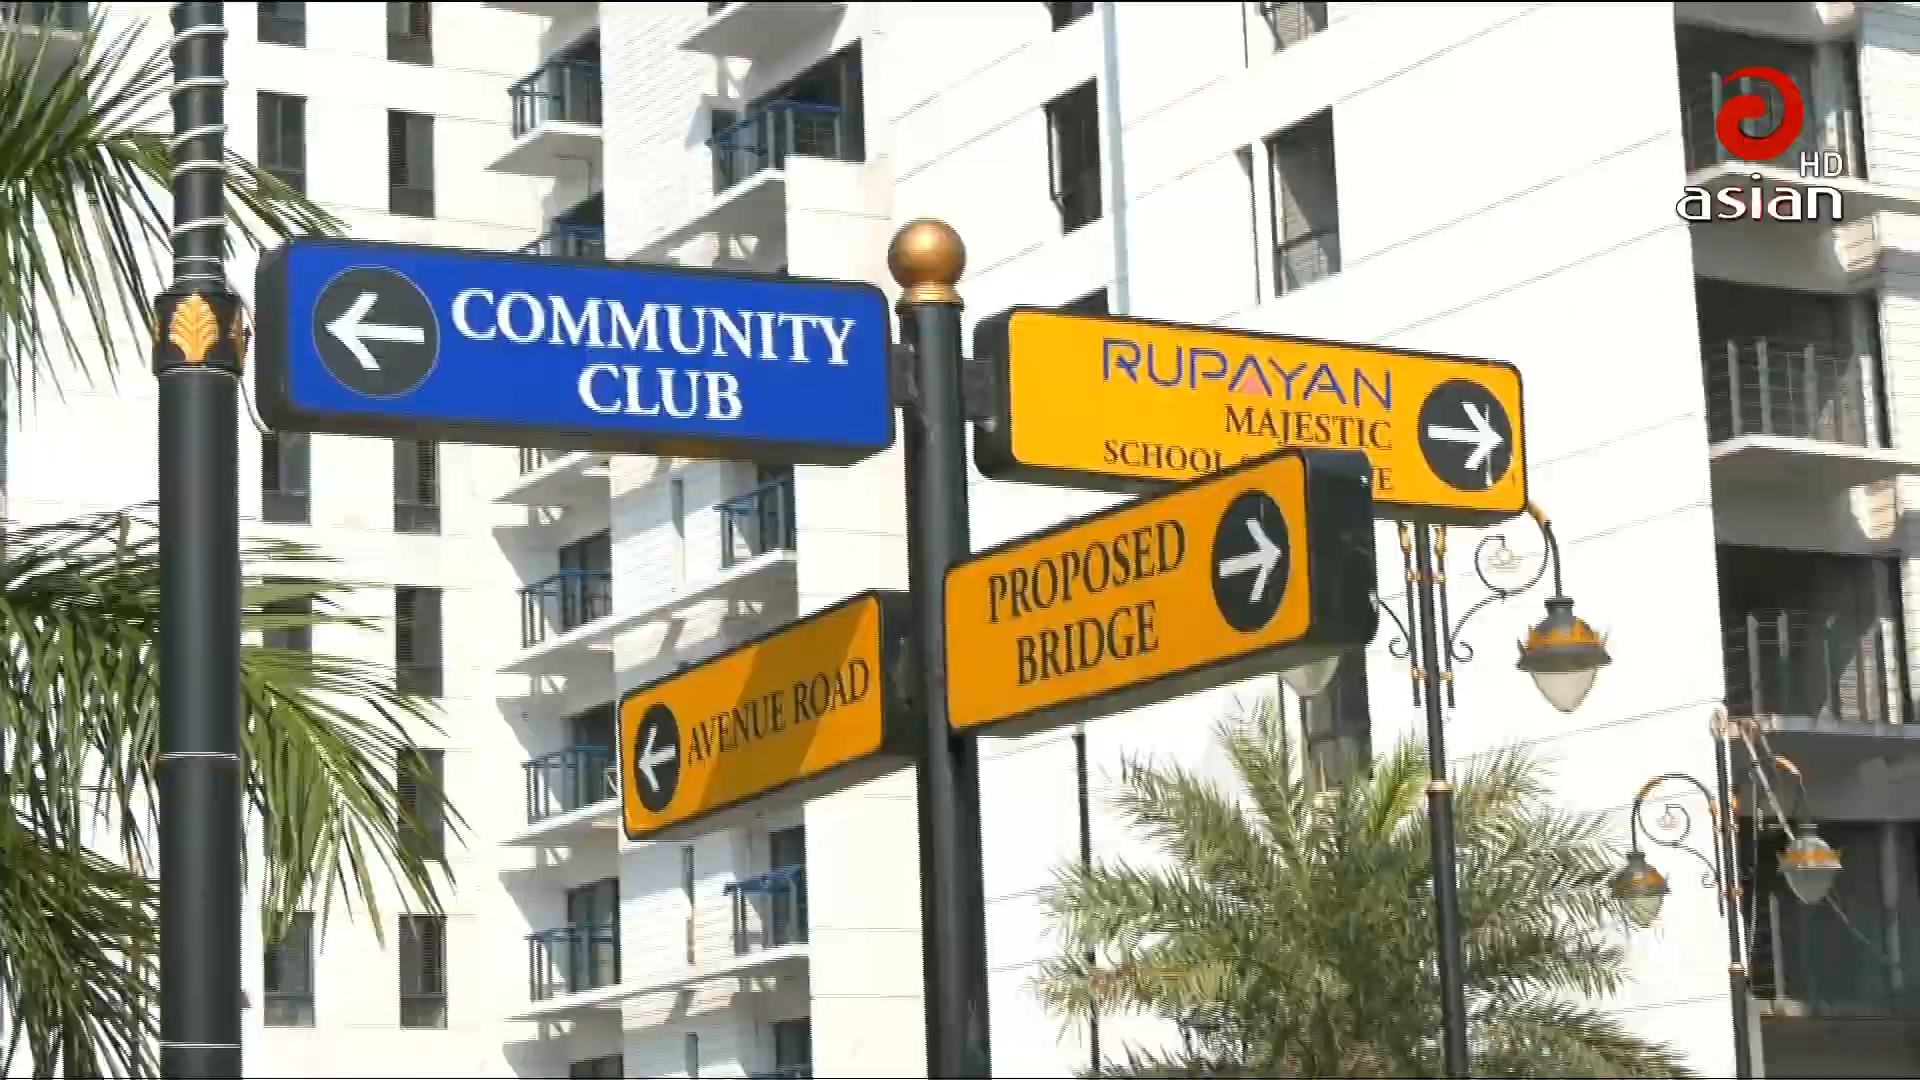 COMMUNITY
CLUB
RUPAYAN
MAJESTIC
SCHOOL
PROPOSED
BRIDGE
AVENUE ROAD
HD
asian